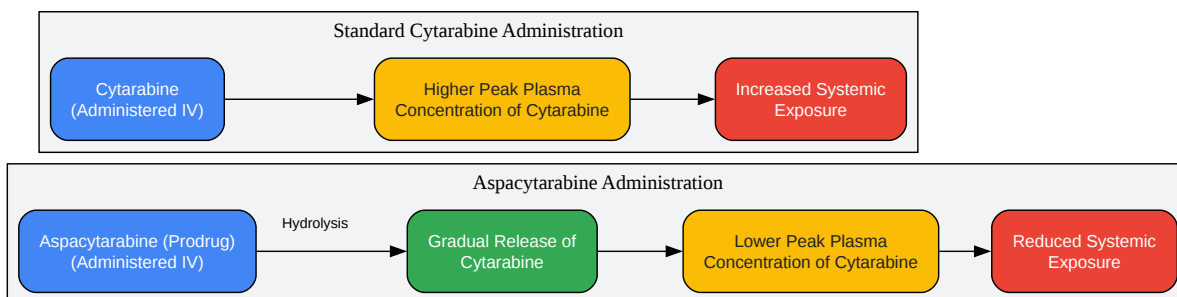 Standard Cytarabine Administration
Cytarabine
(Administered IV)
Higher Peak Plasma
Concentration of Cytarabine
Increased Systemic
Exposure
Aspacytarabine Administration
Aspacytarabine (Prodrug)
(Administered IV)
Hydrolysis
Gradual Release of
Cytarabine
Lower Peak Plasma
Concentration of Cytarabine
Reduced Systemic
Exposure